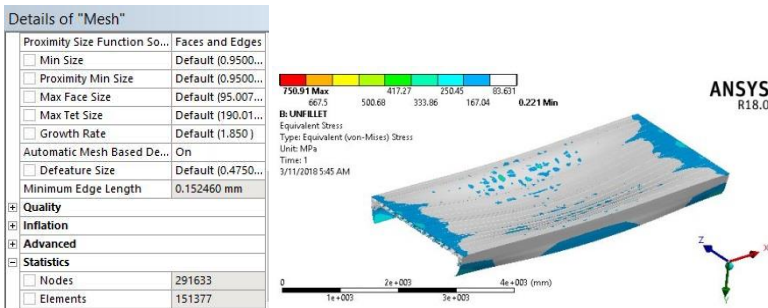 Details of "Mesh"
Proximity Size Function So... Faces and Edges
Min Size Default (0.9500...
Proximity Min Size Default (0.9500...
Max Face Size Default (95.007...
Max Tet Size Default (190.01...
Growth Rate Default (1.850 )
Automatic Mesh Based De... On
Defeature Size Default (0.4750...
Minimum Edge Length 0.152460 mm
Quality
Inflation
Advanced
Statistics
Nodes 291633
Elements 151377
750.91 Max 417.27 250.45 83.631
667.5 500.68 333.86 167.04 0.221 Min
B: UNFILLET
Equivalent Stress
Type: Equivalent (von-Mises) Stress
Unit: MPa
Time: 1
3/11/2018 5:45 AM
ANSYS
R18.0
0 2e+003 4e+003 (mm)
1e+003 3e+003
Z
X
Y